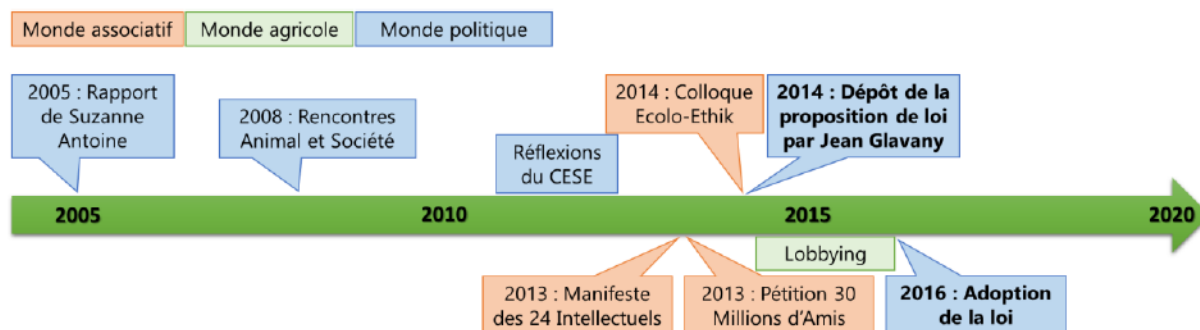 Monde associatif
Monde agricole
Monde politique
2005 : Rapport
de Suzanne
Antoine
2008 : Rencontres
Animal et Société
Réflexions
du CESE
2014 : Colloque
Ecolo-Ethik
2014 : Dépôt de la
proposition de loi
par Jean Glavany
2005
2010
2015
2020
2013 : Manifeste
des 24 Intellectuels
2013 : Pétition 30
Millions d'Amis
Lobbying
2016 : Adoption
de la loi